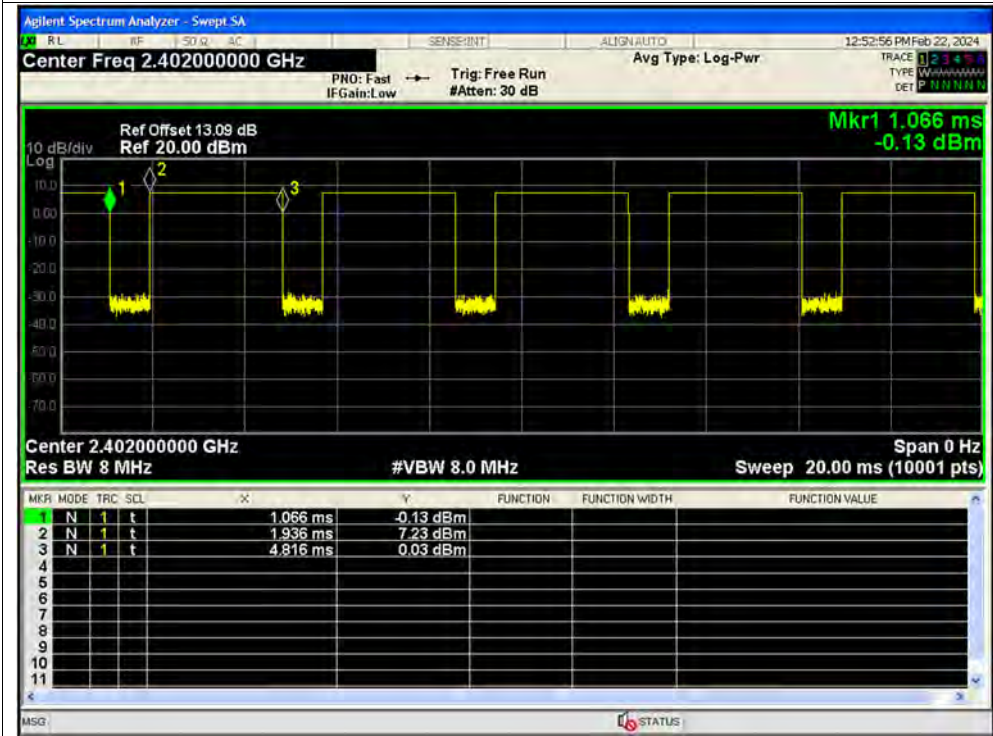 Agilent Spectrum Analyzer - Swept SA
RL RF 50 Ω AC SENSE:INT ALIGN AUTO 12:52:56 PM Feb 22, 2024
Center Freq 2.402000000 GHz Avg Type: Log-Pwr TRACE 1 2 3 4 5 6
PNO: Fast Trig: Free Run TYPE W
IFGain:Low #Atten: 30 dB DET P N N N N N
Mkr1 1.066 ms
Ref Offset 13.09 dB
10 dB/div Ref 20.00 dBm -0.13 dBm
Log
10.0
0.00
-10.0
-20.0
-30.0
-40.0
-50.0
-60.0
-70.0
1 2 3
Center 2.402000000 GHz Span 0 Hz
Res BW 8 MHz #VBW 8.0 MHz Sweep 20.00 ms (10001 pts)
MKR MODE TRC SCL X Y FUNCTION FUNCTION WIDTH FUNCTION VALUE
1 N 1 t 1.066 ms -0.13 dBm
2 N 1 t 1.936 ms 7.23 dBm
3 N 1 t 4.816 ms 0.03 dBm
4
5
6
7
8
9
10
11
MSG STATUS